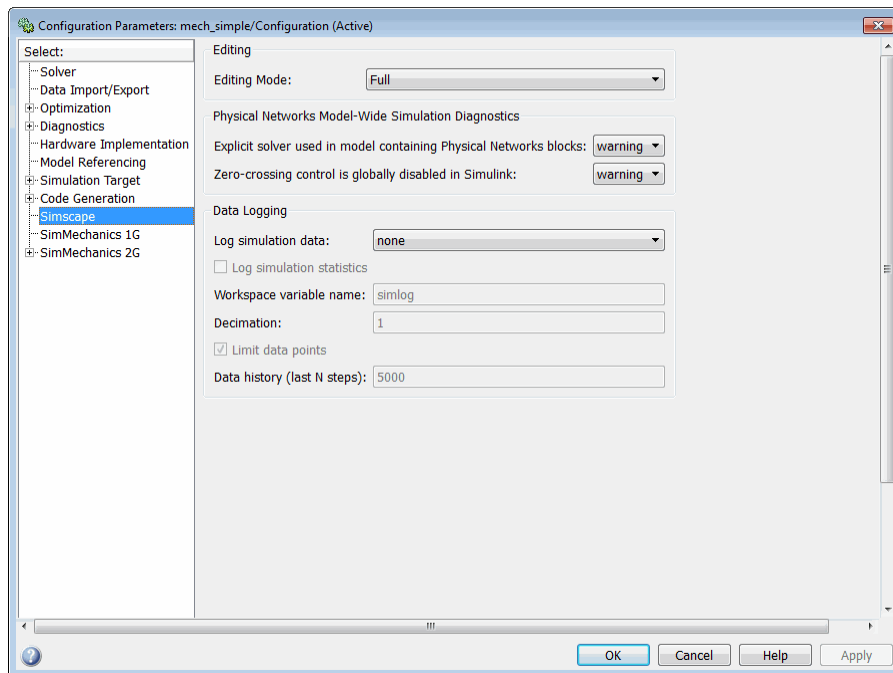 Configuration Parameters: mech_simple/Configuration (Active)
Select:
Solver
Data Import/Export
Optimization
Diagnostics
Hardware Implementation
Model Referencing
Simulation Target
Code Generation
Simscape
SimMechanics 1G
SimMechanics 2G
Editing
Editing Mode: Full
Physical Networks Model-Wide Simulation Diagnostics
Explicit solver used in model containing Physical Networks blocks: warning
Zero-crossing control is globally disabled in Simulink: warning
Data Logging
Log simulation data: none
Log simulation statistics
Workspace variable name: simlog
Decimation: 1
Limit data points
Data history (last N steps): 5000
? OK Cancel Help Apply